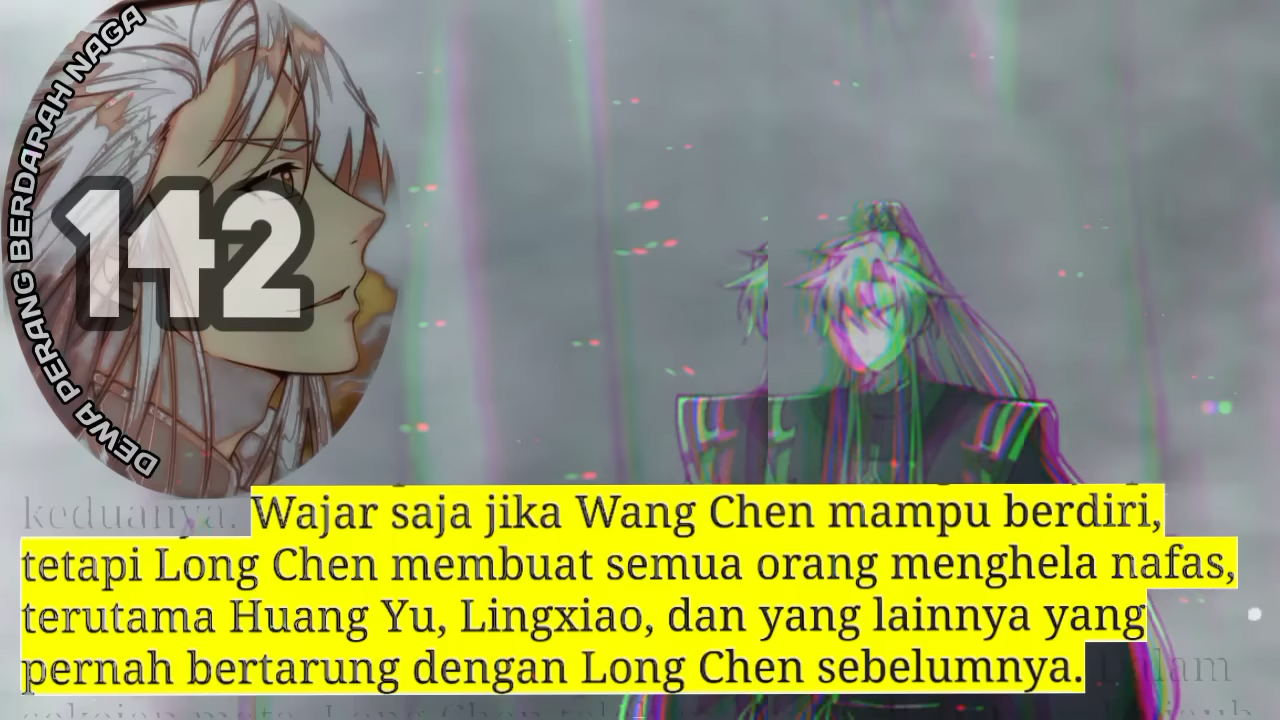 DEWA PERANG BERDARAH NAGA
142
keduanya. Wajar saja jika Wang Chen mampu berdiri,
tetapi Long Chen membuat semua orang menghela nafas,
terutama Huang Yu, Lingxiao, dan yang lainnya yang
pernah bertarung dengan Long Chen sebelumnya. Dalam